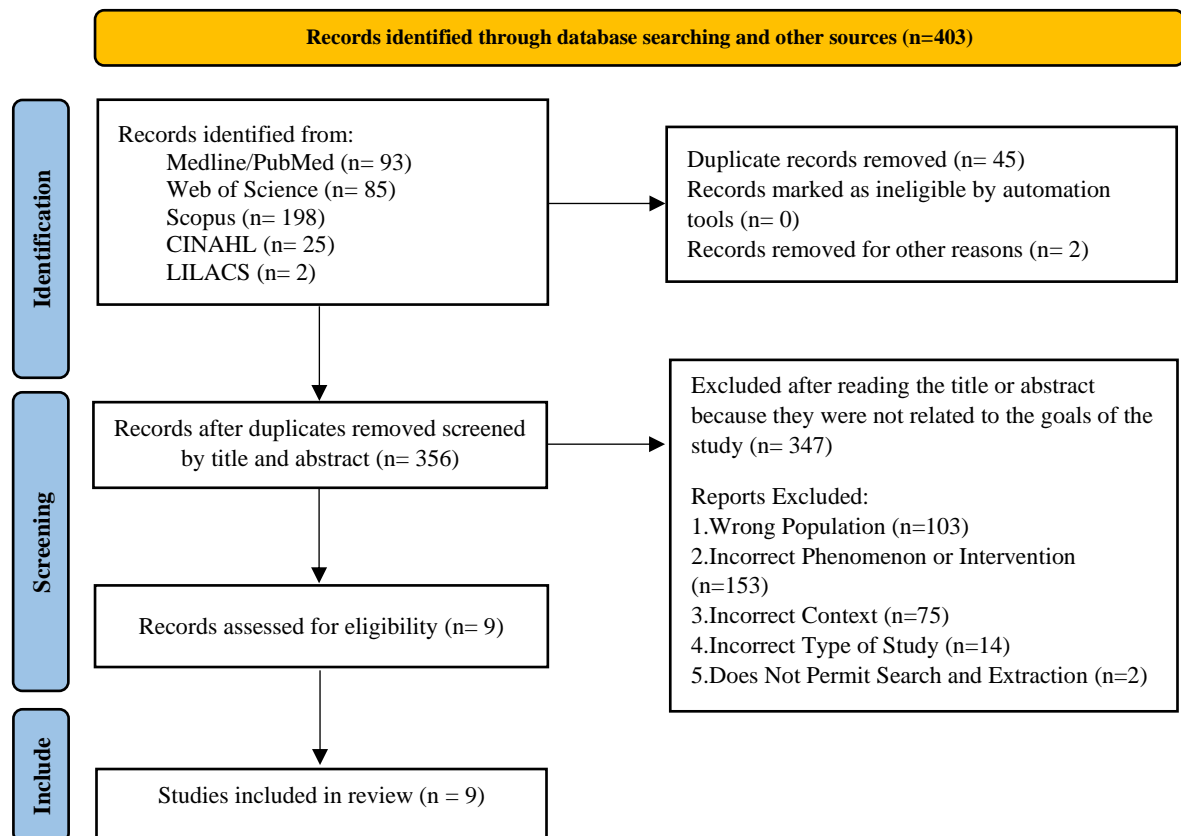 Records identified through database searching and other sources (n=403)
Identification
Records identified from:
Medline/PubMed (n= 93)
Web of Science (n= 85)
Scopus (n= 198)
CINAHL (n= 25)
LILACS (n= 2)
Duplicate records removed (n= 45)
Records marked as ineligible by automation
tools (n= 0)
Records removed for other reasons (n= 2)
Screening
Records after duplicates removed screened
by title and abstract (n= 356)
Excluded after reading the title or abstract
because they were not related to the goals of the
study (n= 347)
Reports Excluded:
1.Wrong Population (n=103)
2.Incorrect Phenomenon or Intervention
(n=153)
3.Incorrect Context (n=75)
4.Incorrect Type of Study (n=14)
5.Does Not Permit Search and Extraction (n=2)
Records assessed for eligibility (n= 9)
Include
Studies included in review (n = 9)